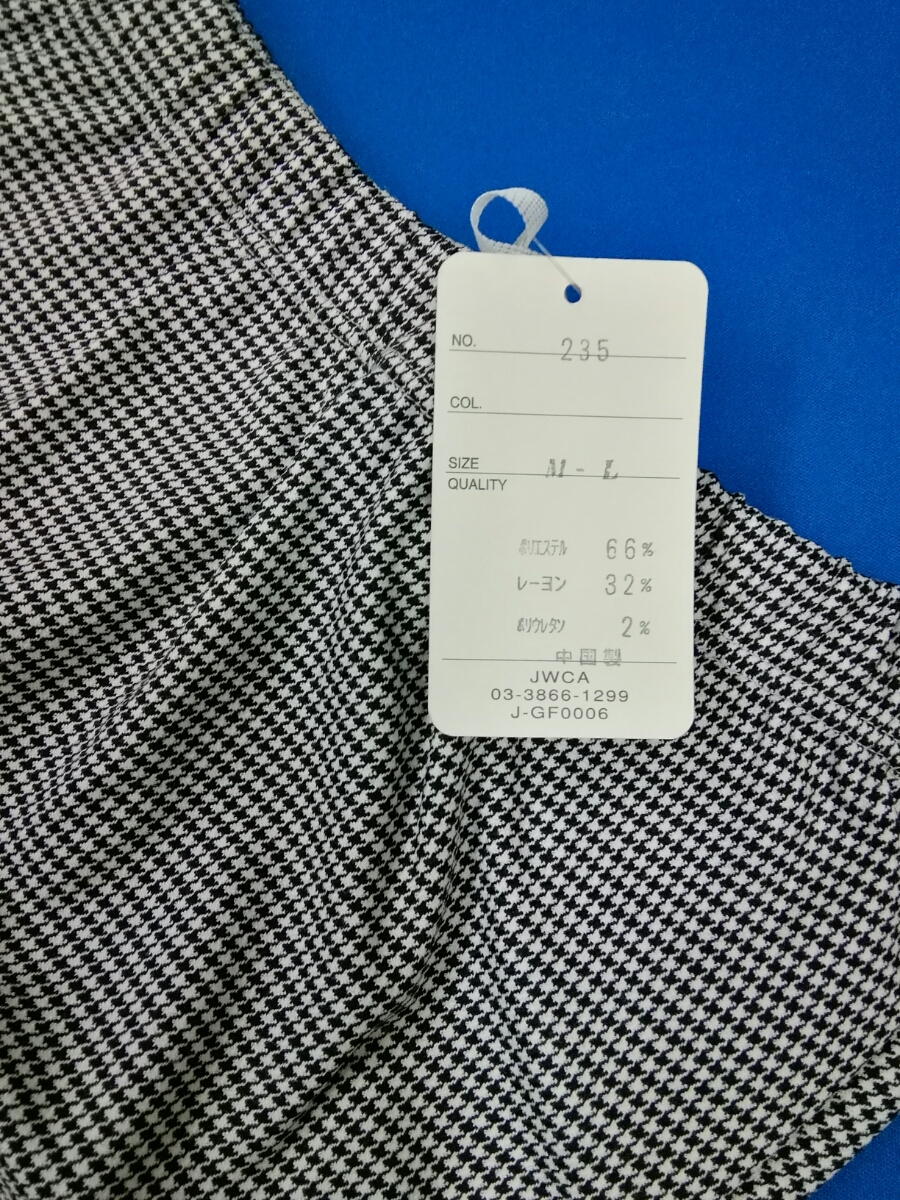 NO. 235
COL.
SIZE M - L
QUALITY
ポリエステル 66%
レーヨン 32%
ポリウレタン 2%
中国製
JWCA
03-3866-1299
J-GF0006